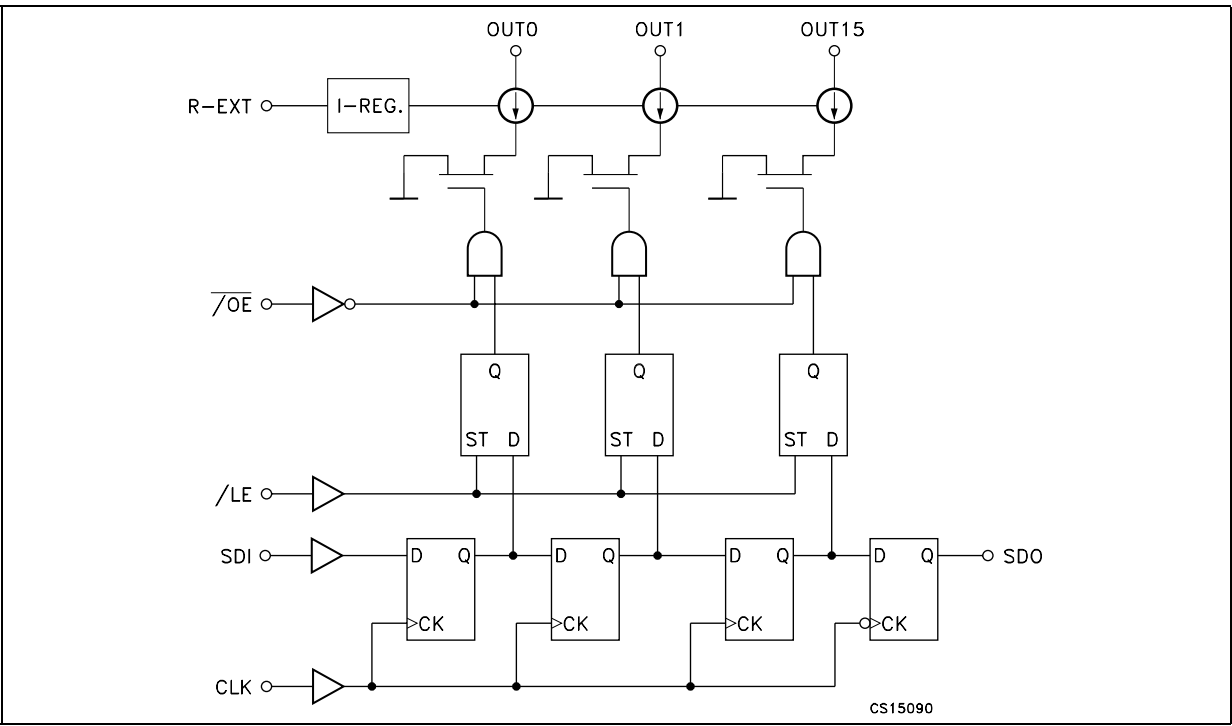 OUT0 OUT1 OUT15
R-EXT I-REG.
/OE
Q Q Q
ST D ST D ST D
/LE
SDI D Q D Q D Q D Q SDO
CK CK CK CK
CLK
CS15090